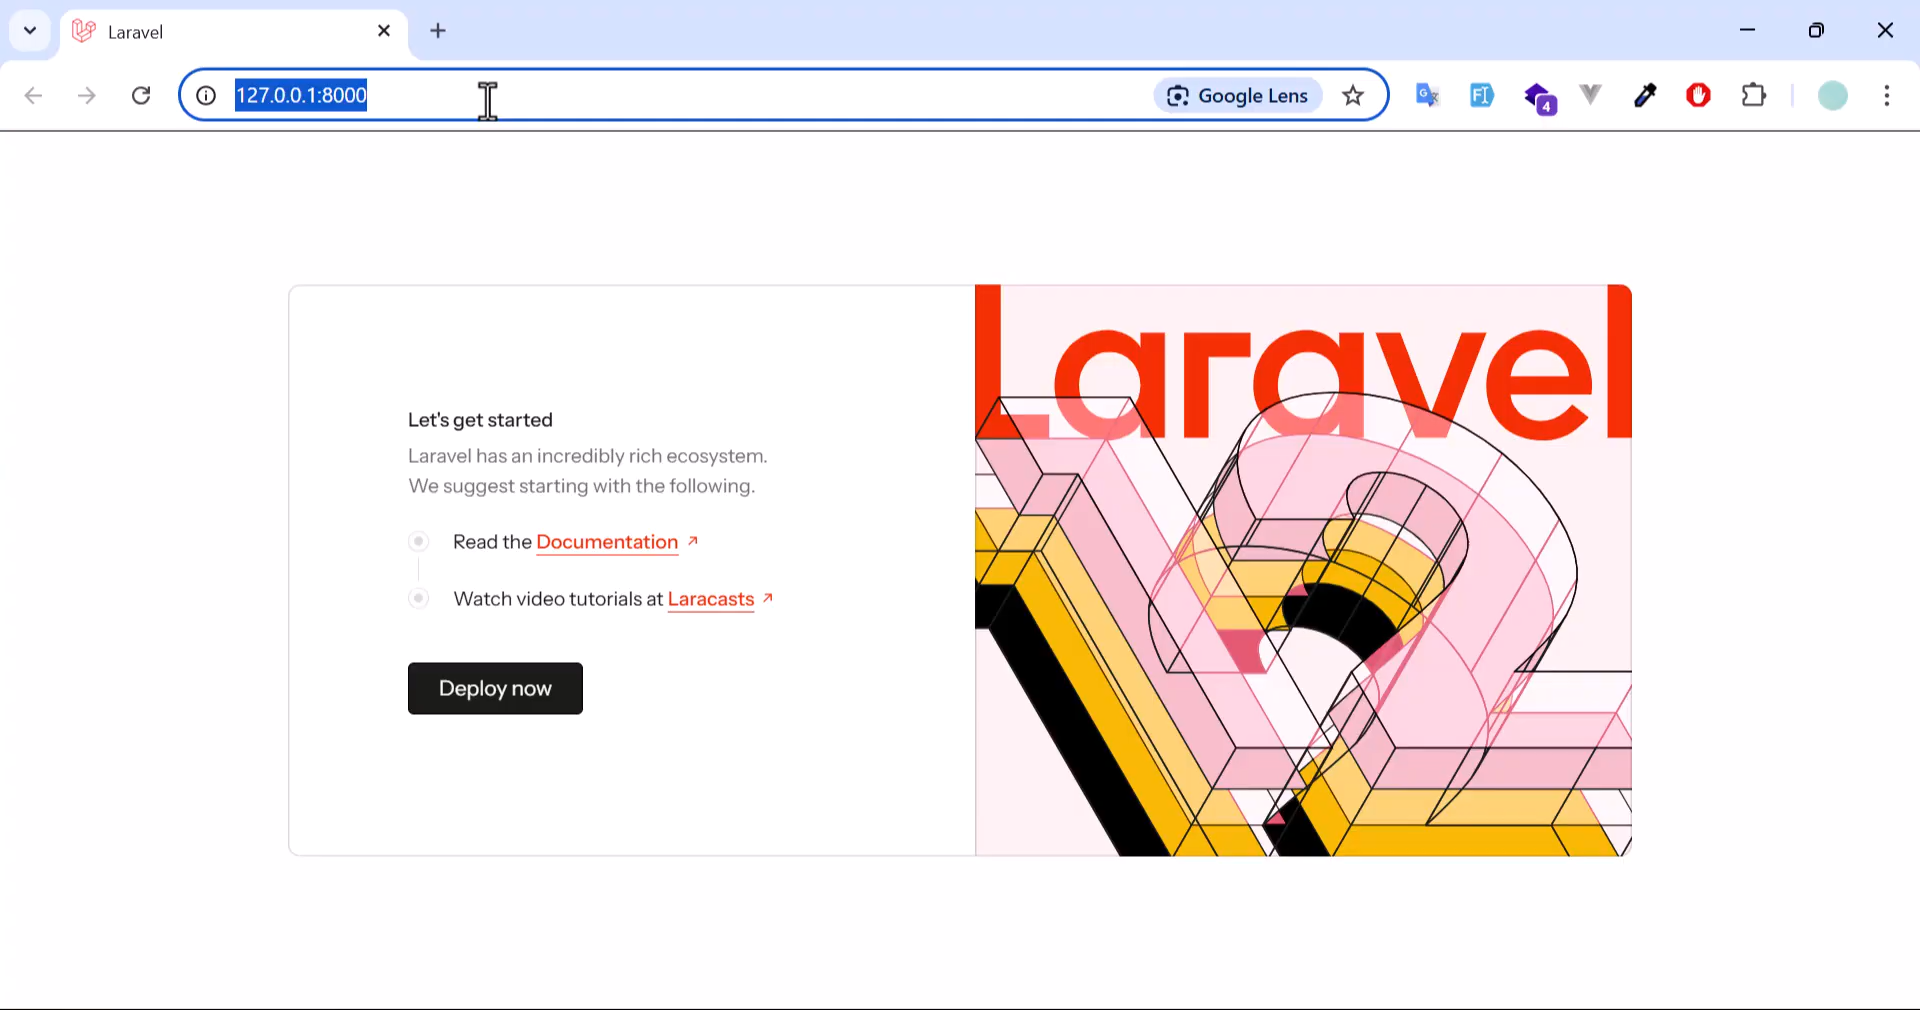 Laravel
127.0.0.1:8000
Google Lens
4
Let's get started
Laravel has an incredibly rich ecosystem.
We suggest starting with the following.
Read the Documentation
Watch video tutorials at Laracasts
Deploy now
Laravel